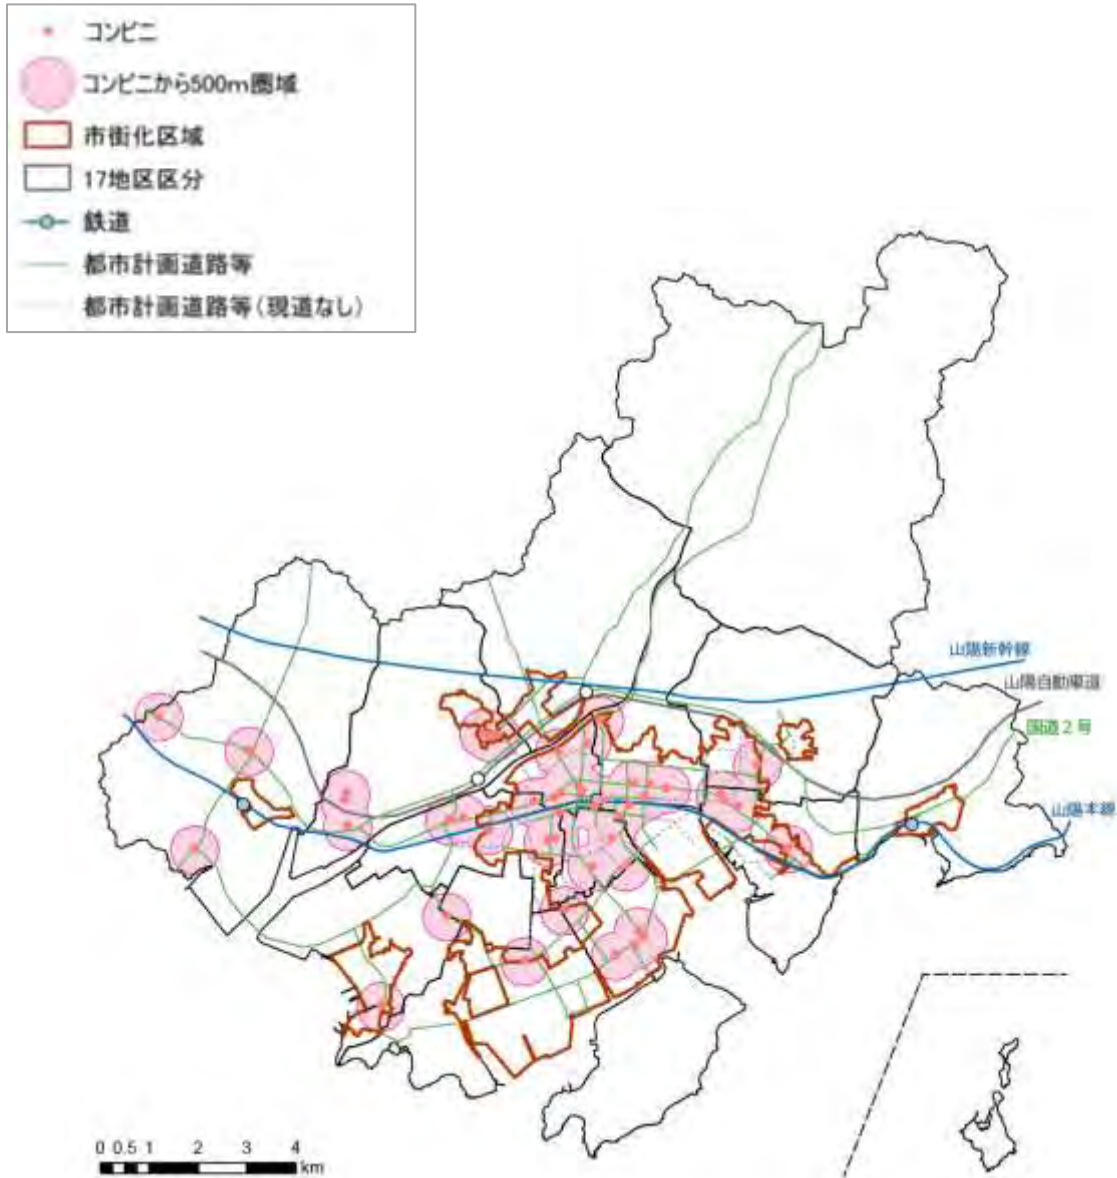 コンビニ
コンビニから500m圏域
市街化区域
17地区区分
鉄道
都市計画道路等
都市計画道路等(現道なし)
山陽新幹線
山陽自動車道
国道2号
山陽本線
0 0.5 1 2 3 4
km